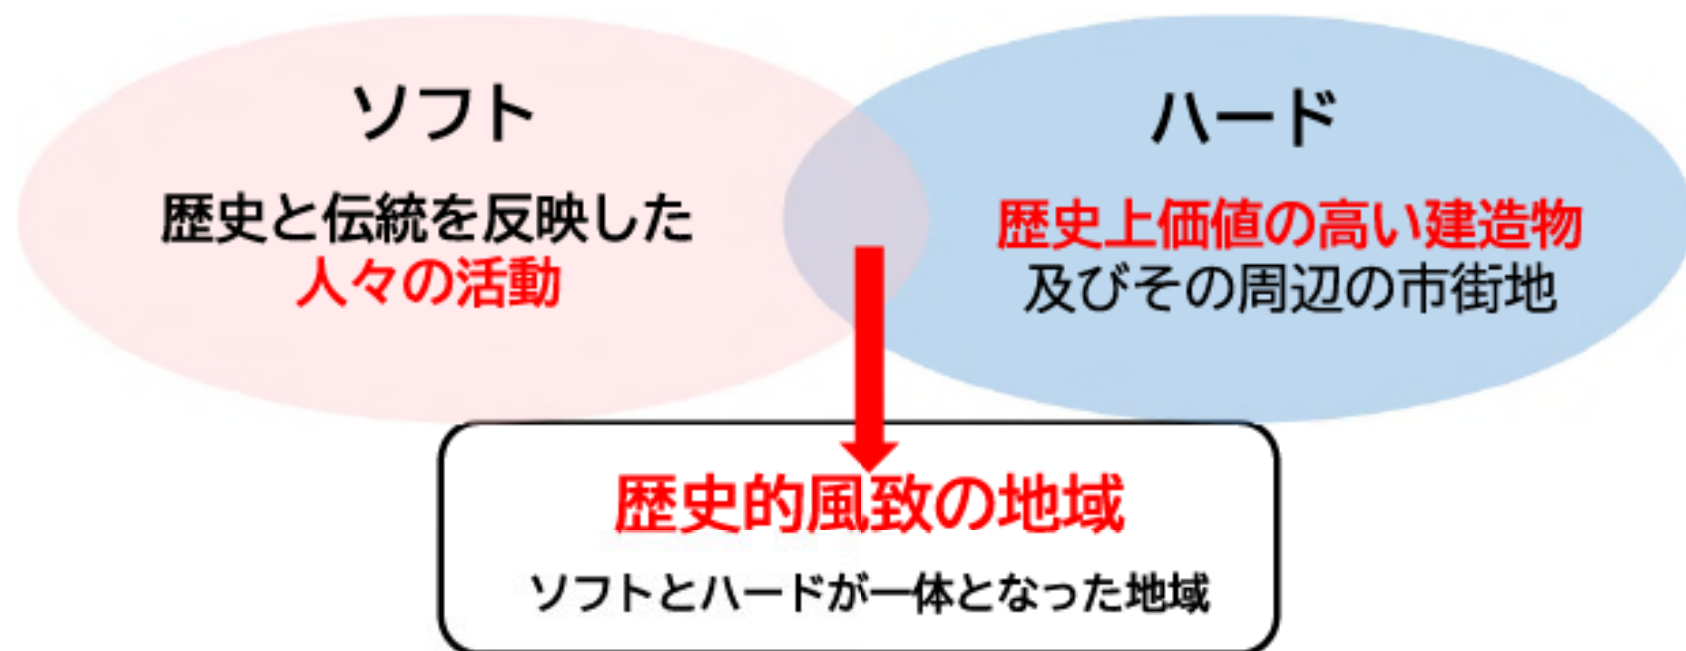 ソフト
歴史と伝統を反映した
人々の活動
ハード
歴史上価値の高い建造物
及びその周辺の市街地
歴史的風致の地域
ソフトとハードが一体となった地域